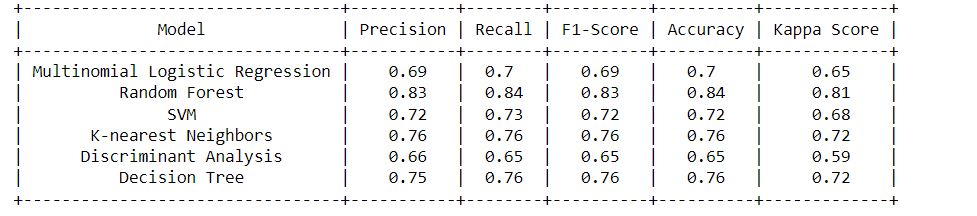 +------------------------------+-----------+--------+----------+----------+-------------+
|            Model             | Precision | Recall | F1-Score | Accuracy | Kappa Score |
+------------------------------+-----------+--------+----------+----------+-------------+
| Multinomial Logistic Regression |    0.69   |  0.7   |   0.69   |   0.7    |     0.65    |
|        Random Forest         |    0.83   |  0.84  |   0.83   |   0.84   |     0.81    |
|             SVM              |    0.72   |  0.73  |   0.72   |   0.72   |     0.68    |
|     K-nearest Neighbors      |    0.76   |  0.76  |   0.76   |   0.76   |     0.72    |
|    Discriminant Analysis     |    0.66   |  0.65  |   0.65   |   0.65   |     0.59    |
|        Decision Tree         |    0.75   |  0.76  |   0.76   |   0.76   |     0.72    |
+------------------------------+-----------+--------+----------+----------+-------------+